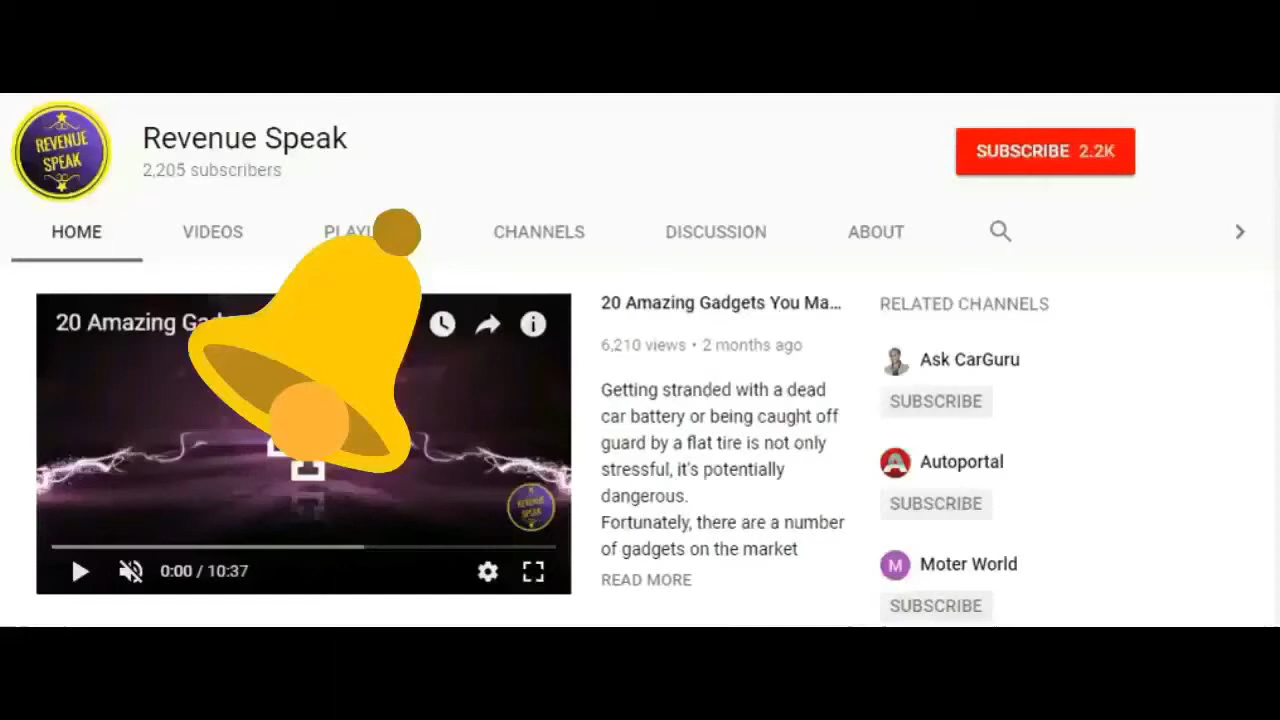 REVENUE
SPEAK
Revenue Speak
2,205 subscribers
SUBSCRIBE 2.2K
HOME
VIDEOS
CHANNELS
DISCUSSION
ABOUT
20 Amazing
0:00 / 10:37
REVENUE
SPEAK
20 Amazing Gadgets You Ma...
6,210 views • 2 months ago
Getting stranded with a dead
car battery or being caught off
guard by a flat tire is not only
stressful, it's potentially
dangerous.
Fortunately, there are a number
of gadgets on the market
READ MORE
RELATED CHANNELS
Ask CarGuru
SUBSCRIBE
A
Autoportal
SUBSCRIBE
M
Moter World
SUBSCRIBE